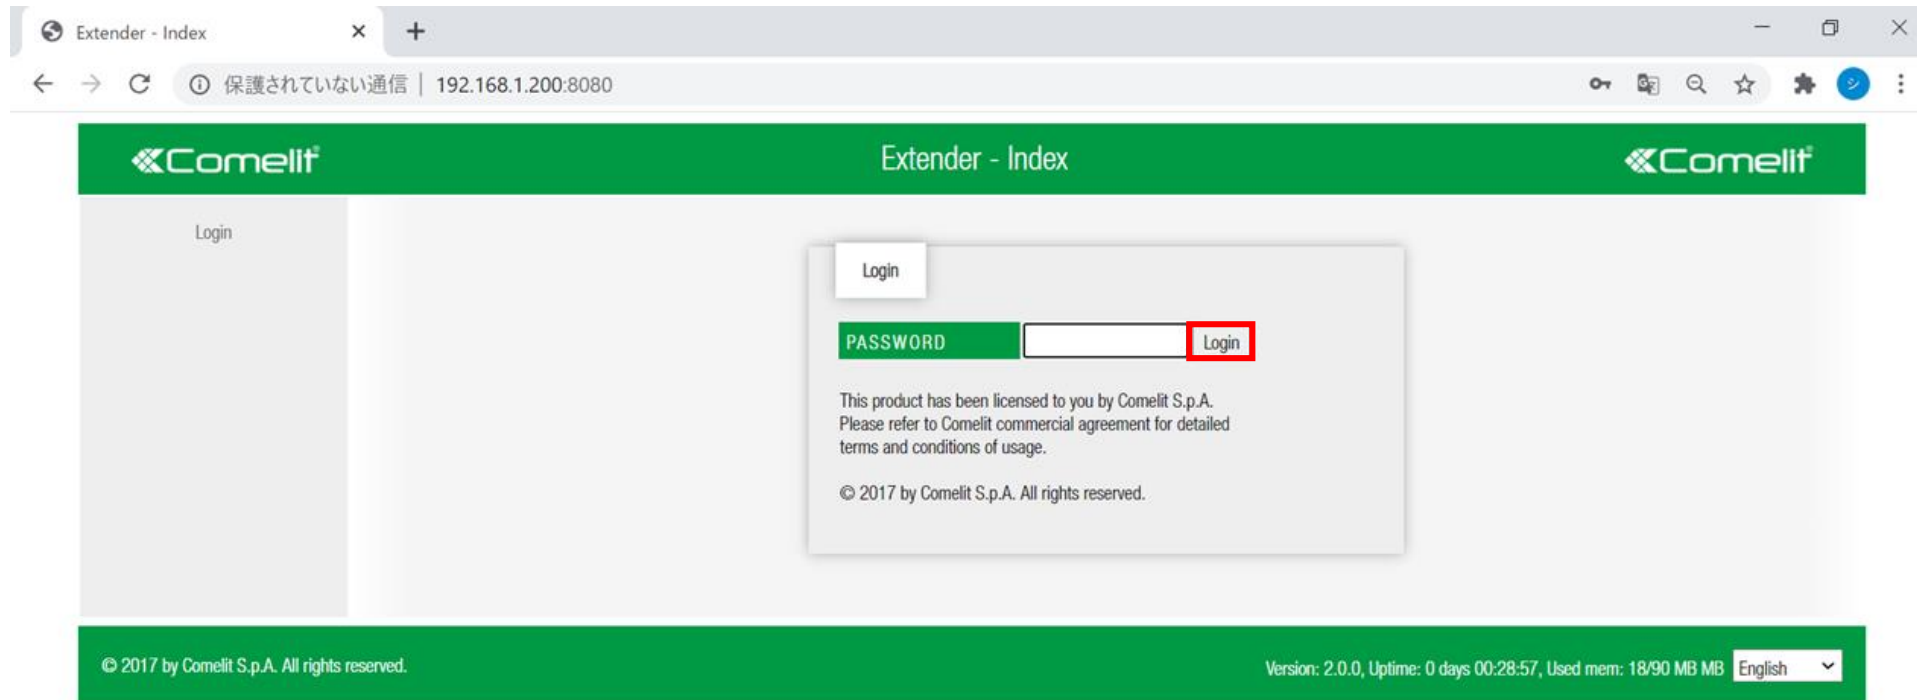 Extender - Index
保護されていない通信 | 192.168.1.200:8080
シ
Comelit
Extender - Index
Comelit
Login
Login
PASSWORD
Login
This product has been licensed to you by Comelit S.p.A.
Please refer to Comelit commercial agreement for detailed
terms and conditions of usage.
© 2017 by Comelit S.p.A. All rights reserved.
© 2017 by Comelit S.p.A. All rights reserved.
Version: 2.0.0, Uptime: 0 days 00:28:57, Used mem: 18/90 MB MB English